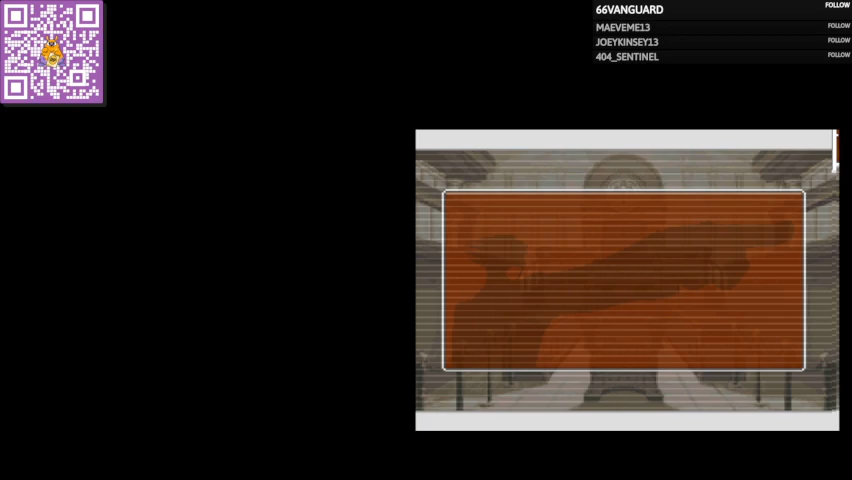 66VANGUARD FOLLOW
MAEVEME13 FOLLOW
JOEYKINSEY13 FOLLOW
404_SENTINEL FOLLOW